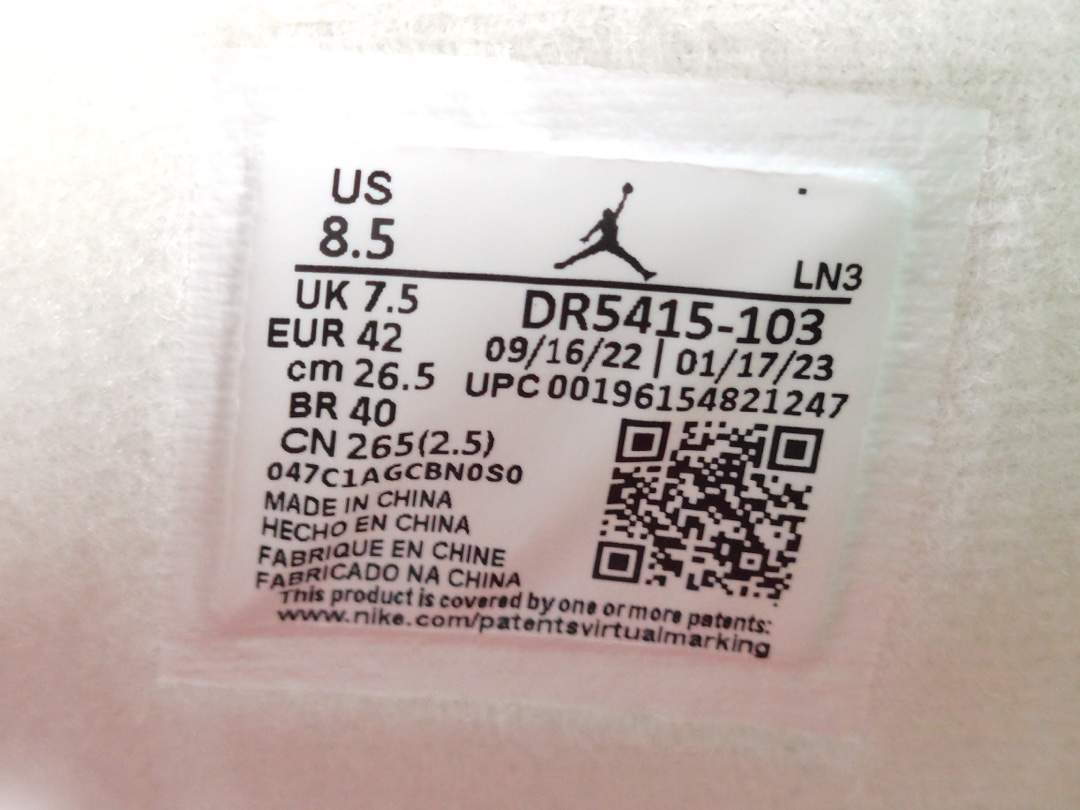 US
8.5
LN3
UK 7.5
DR5415-103
EUR 42
09/16/22 | 01/17/23
cm 26.5
UPC 00196154821247
BR 40
CN 265(2.5)
047C1AGCBN0S0
MADE IN CHINA
HECHO EN CHINA
FABRIQUE EN CHINE
FABRICADO NA CHINA
This product is covered by one or more patents:
www.nike.com/patentsvirtualmarking